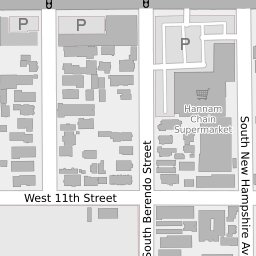 P
P
P
Hannam
Chain
Supermarket
West 11th Street
South Berendo Street
South New Hampshire Av